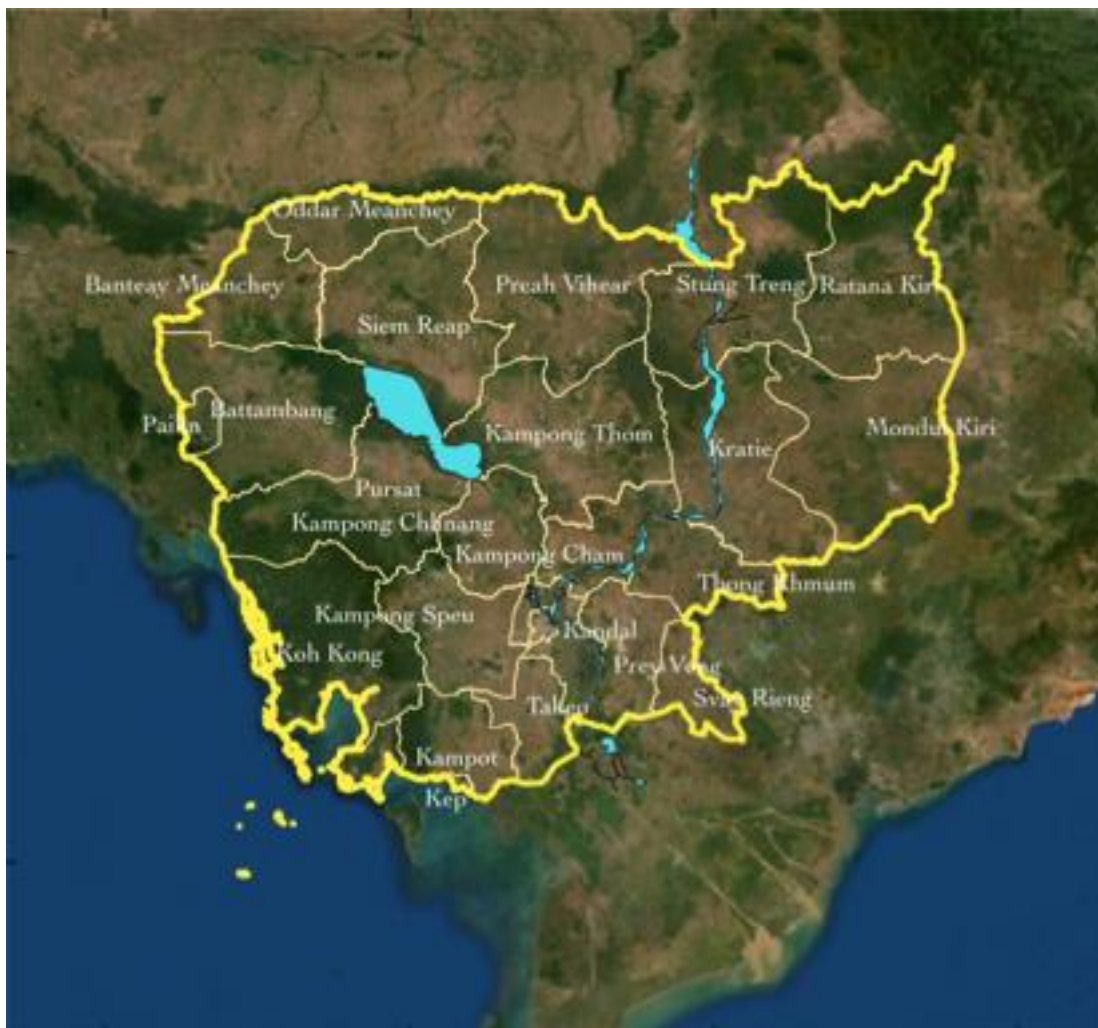 Oddar Meanchey
Banteay Meanchey
Preah Vihear
Stung Treng
Ratana Kiri
Siem Reap
Battambang
Pailin
Kampong Thom
Kratie
Mondul Kiri
Pursat
Kampong Chhnang
Kampong Cham
Thong Khmum
Kampong Speu
Kandal
Koh Kong
Prey Veng
Svay Rieng
Takeo
Kampot
Kep